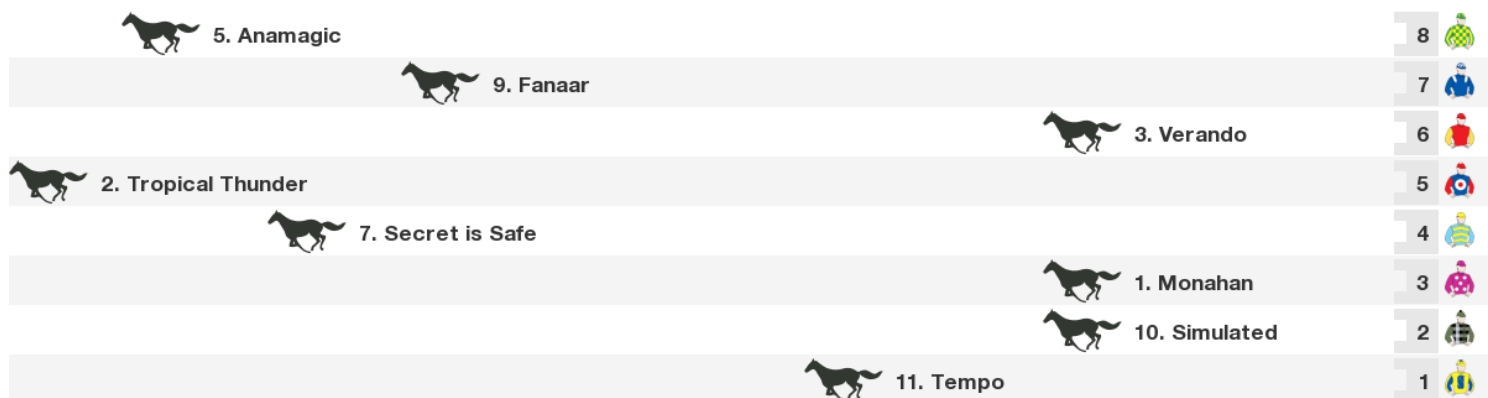 5. Anamagic 8
9. Fanaar 7
3. Verando 6
2. Tropical Thunder 5
7. Secret is Safe 4
1. Monahan 3
10. Simulated 2
11. Tempo 1